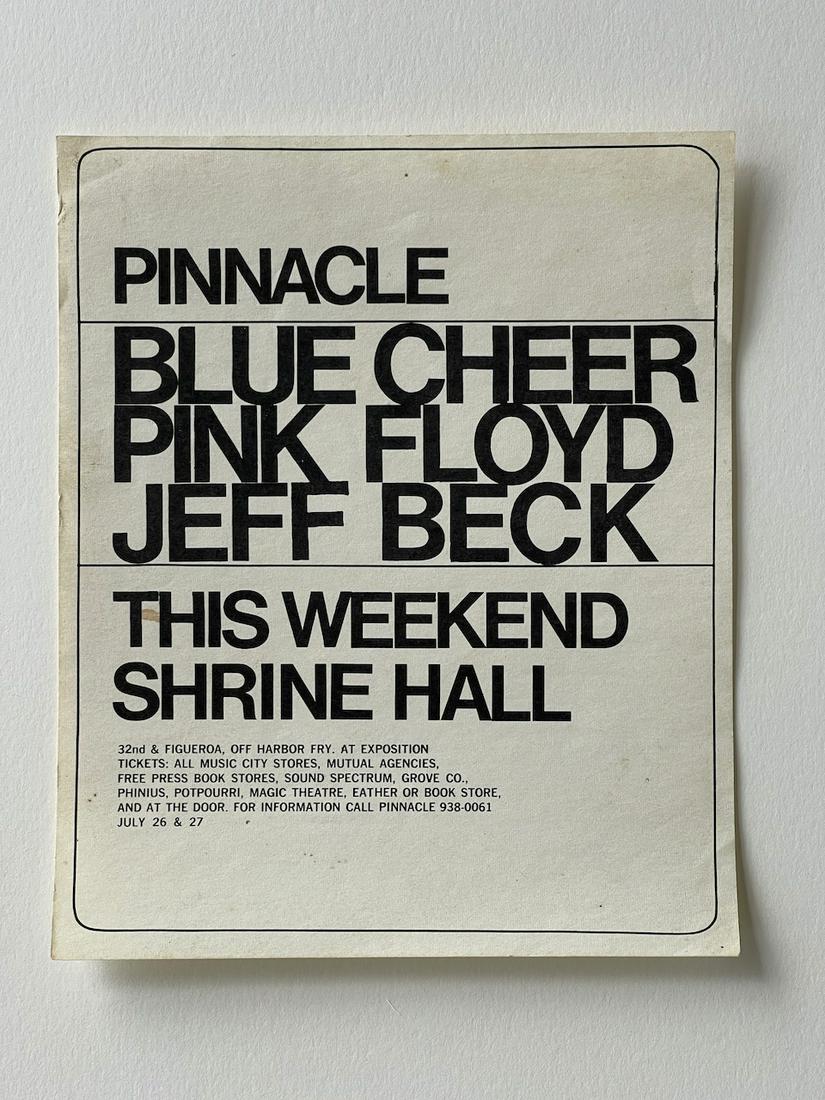 PINNACLE
BLUE CHEER
PINK FLOYD
JEFF BECK
THIS WEEKEND
SHRINE HALL
32nd & FIGUEROA, OFF HARBOR FRY. AT EXPOSITION
TICKETS: ALL MUSIC CITY STORES, MUTUAL AGENCIES,
FREE PRESS BOOK STORES, SOUND SPECTRUM, GROVE CO.,
PHINIUS, POTPOURRI, MAGIC THEATRE, EATHER OR BOOK STORE,
AND AT THE DOOR. FOR INFORMATION CALL PINNACLE 938-0061
JULY 26 & 27